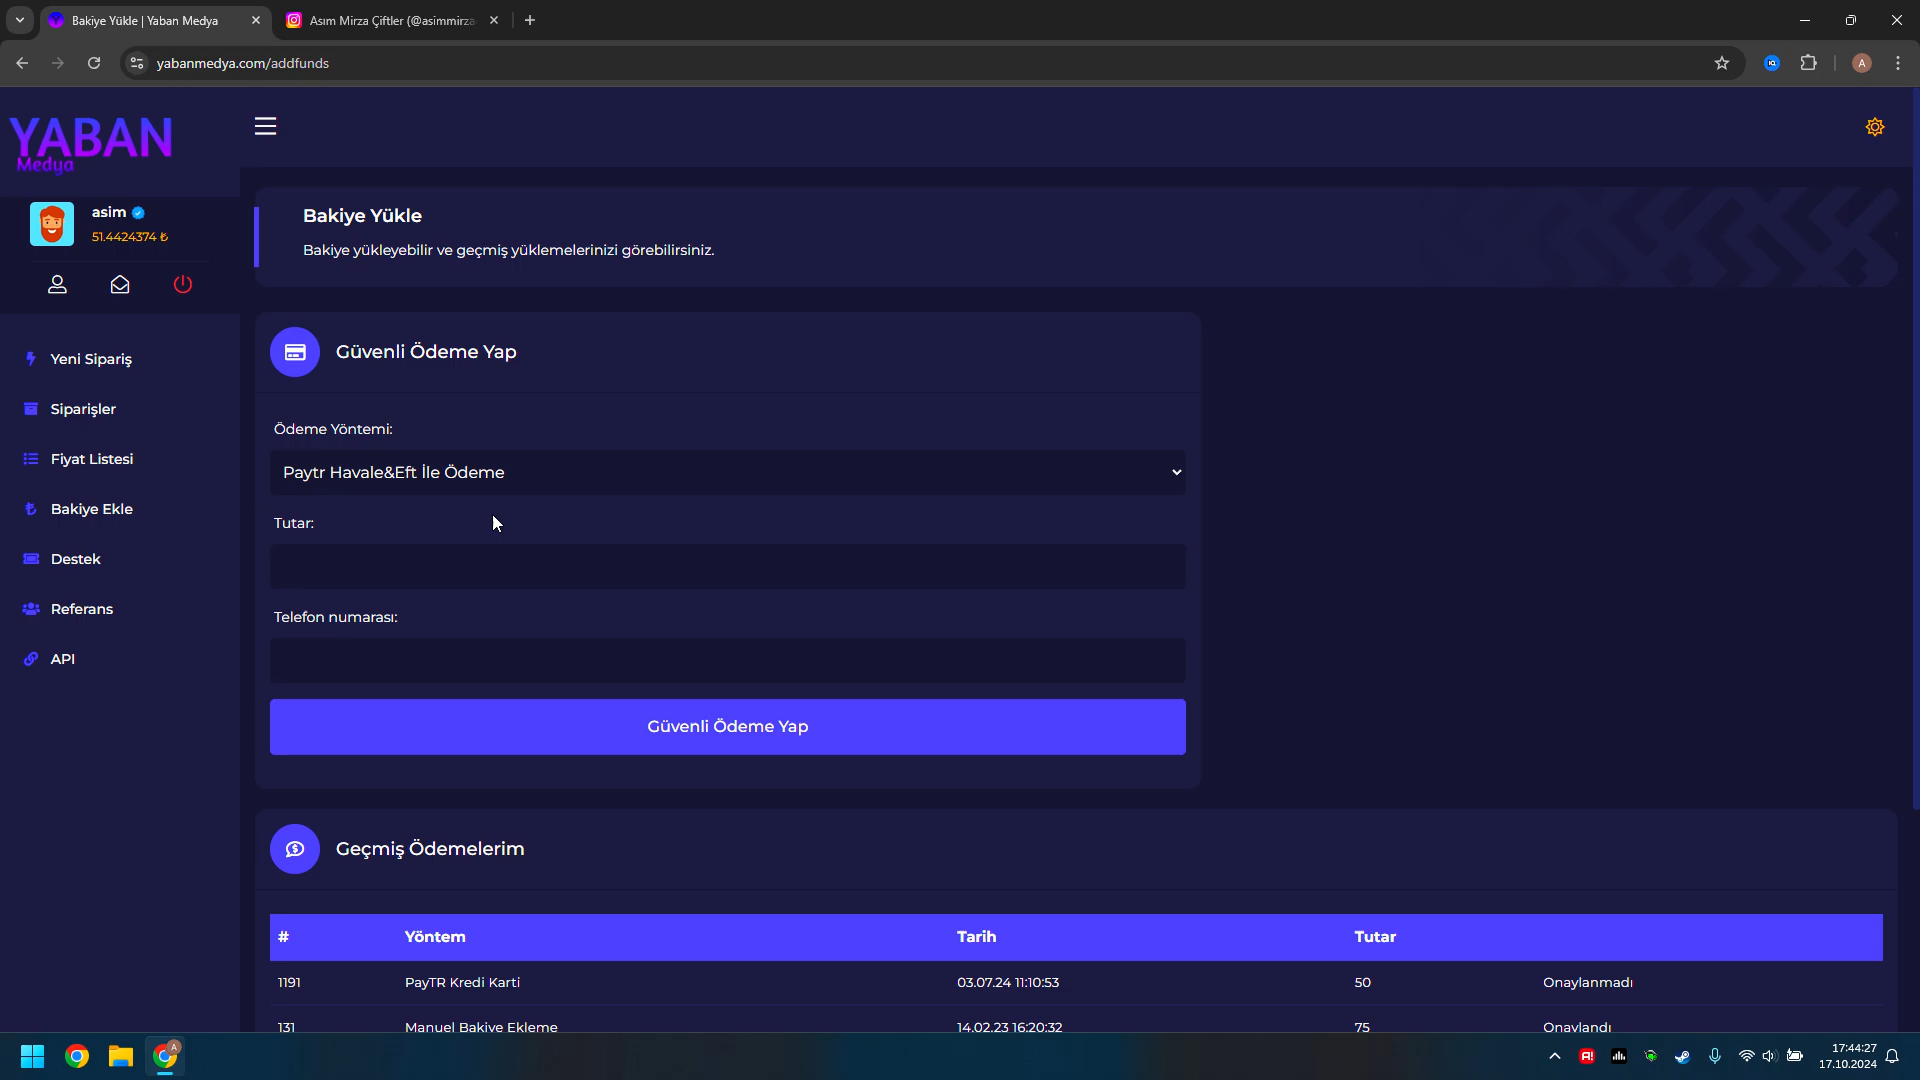 Bakiye Yükle | Yaban Medya
Asım Mirza Çiftler (@asimmirza
yabanmedya.com/addfunds
A
YABAN
Medya
asim
51.4424374 ₺
Bakiye Yükle
Bakiye yükleyebilir ve geçmiş yüklemelerinizi görebilirsiniz.
Yeni Sipariş
Siparişler
Fiyat Listesi
Bakiye Ekle
Destek
Referans
API
Güvenli Ödeme Yap
Ödeme Yöntemi:
Paytr Havale&Eft İle Ödeme
Tutar:
Telefon numarası:
Güvenli Ödeme Yap
Geçmiş Ödemelerim
# Yöntem Tarih Tutar
1191 PayTR Kredi Karti 03.07.24 11:10:53 50 Onaylanmadı
131 Manuel Bakiye Ekleme 14.02.23 16:20:32 75 Onaylandı
A
A!
17:44:27
17.10.2024